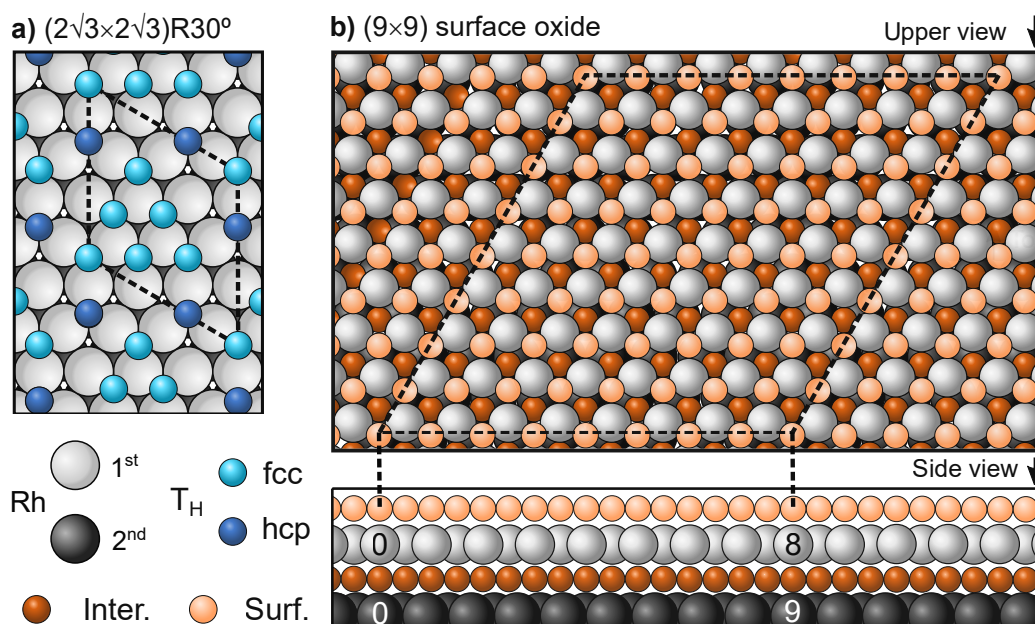 a) (2√3×2√3)R30º
b) (9×9) surface oxide
Upper view
Side view
Rh
1st
2nd
TH
fcc
hcp
Inter.
Surf.
0
8
0
9